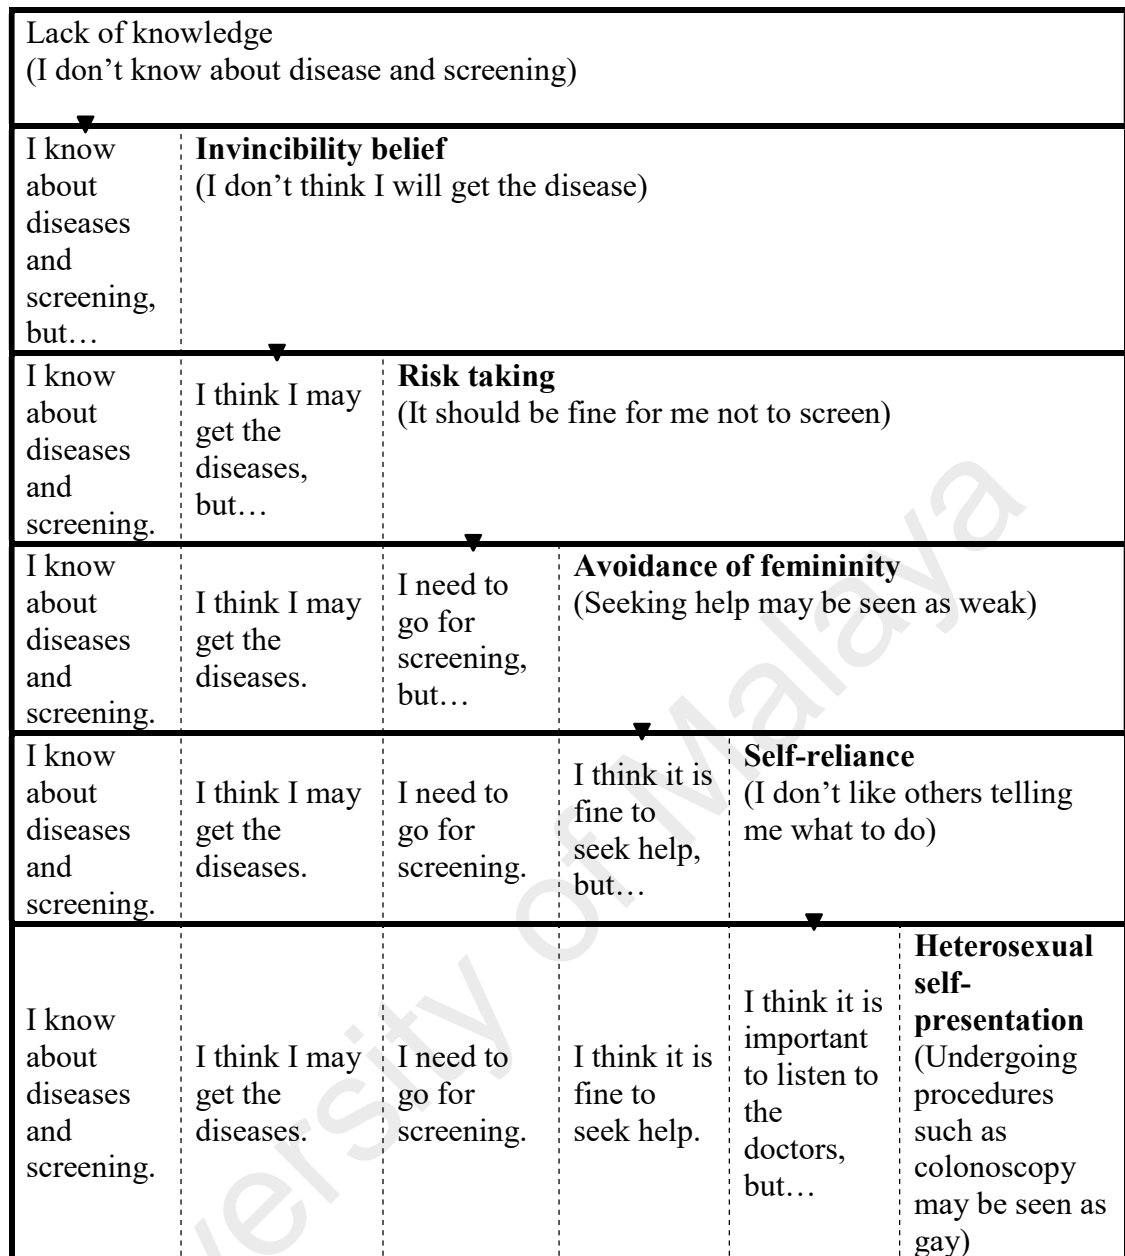 Lack of knowledge
(I don't know about disease and screening)
I know
about
diseases
and
screening,
but…
Invincibility belief
(I don't think I will get the disease)
I know
about
diseases
and
screening.
I think I may
get the
diseases,
but…
Risk taking
(It should be fine for me not to screen)
I know
about
diseases
and
screening.
I think I may
get the
diseases.
I need to
go for
screening,
but…
Avoidance of femininity
(Seeking help may be seen as weak)
I know
about
diseases
and
screening.
I think I may
get the
diseases.
I need to
go for
screening.
I think it is
fine to
seek help,
but…
Self-reliance
(I don't like others telling
me what to do)
I know
about
diseases
and
screening.
I think I may
get the
diseases.
I need to
go for
screening.
I think it is
fine to
seek help.
I think it is
important
to listen to
the
doctors,
but…
Heterosexual
self-
presentation
(Undergoing
procedures
such as
colonoscopy
may be seen as
gay)
versity of Malaya